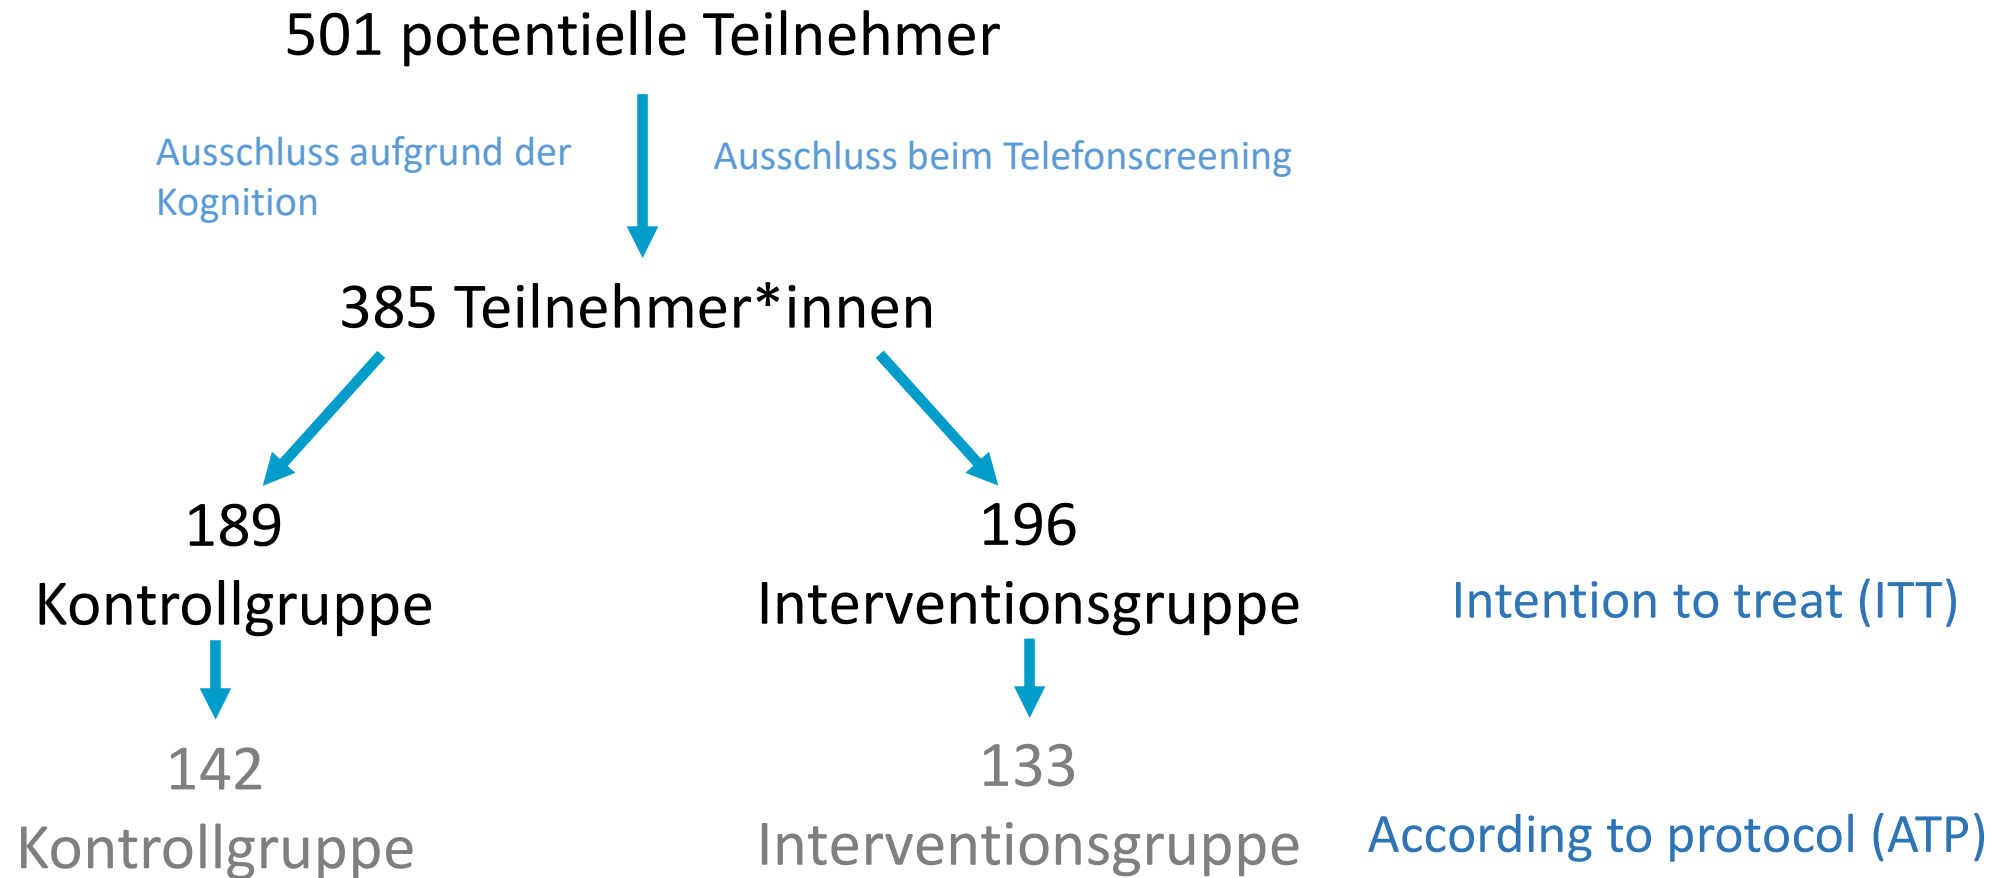 501 potentielle Teilnehmer
Ausschluss aufgrund der
Kognition
Ausschluss beim Telefonscreening
385 Teilnehmer*innen
189
Kontrollgruppe
196
Interventionsgruppe
Intention to treat (ITT)
142
Kontrollgruppe
133
Interventionsgruppe
According to protocol (ATP)